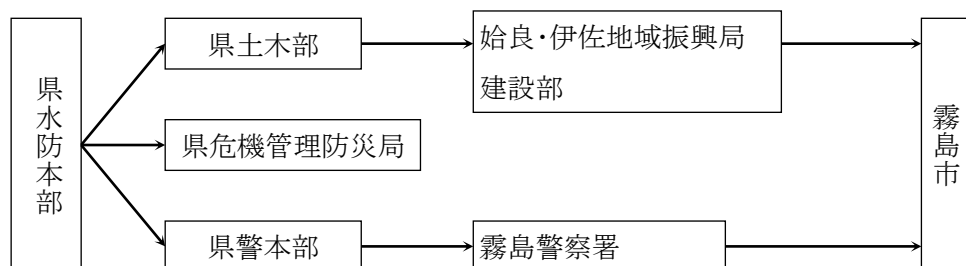 県水防本部
県土木部
始良・伊佐地域振興局
建設部
県危機管理防災局
県警本部
霧島警察署
霧島市